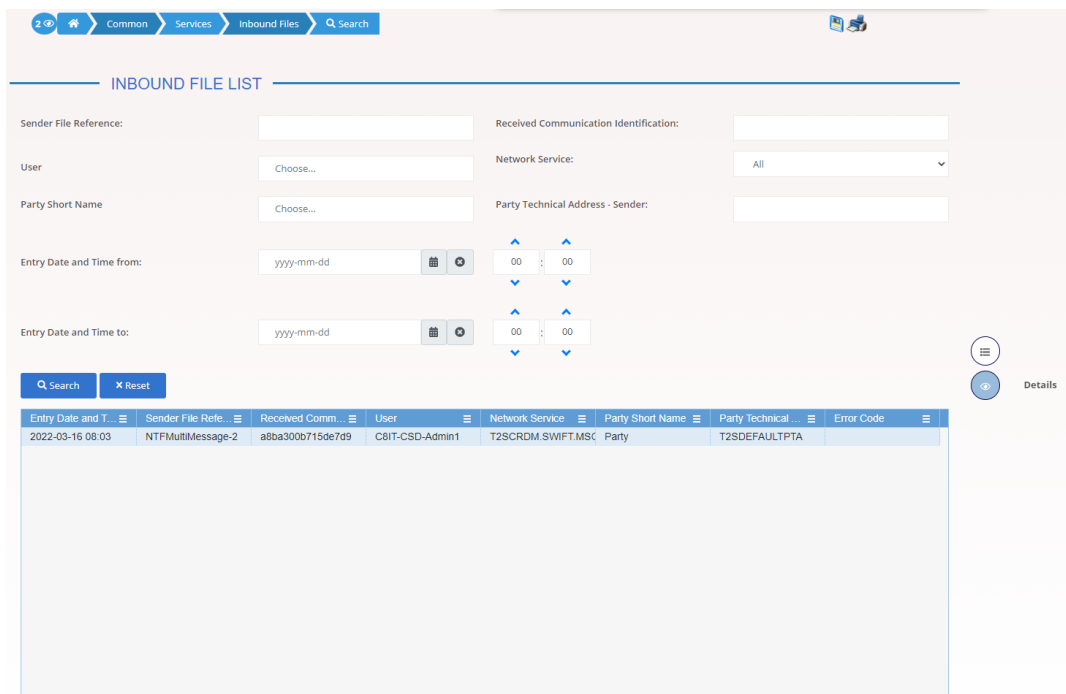 2 Common Services Inbound Files Search
INBOUND FILE LIST
Sender File Reference: Received Communication Identification:
User Choose... Network Service: All
Party Short Name Choose... Party Technical Address - Sender:
Entry Date and Time from: yyyy-mm-dd 00 : 00
Entry Date and Time to: yyyy-mm-dd 00 : 00
Search Reset
Details
Entry Date and T... Sender File Refe... Received Comm... User Network Service Party Short Name Party Technical ... Error Code
2022-03-16 08:03 NTFMultiMessage-2 a8ba300b715de7d9 C8IT-CSD-Admin1 T2SCRDM.SWIFT.MSG Party T2SDEFAULTPTA